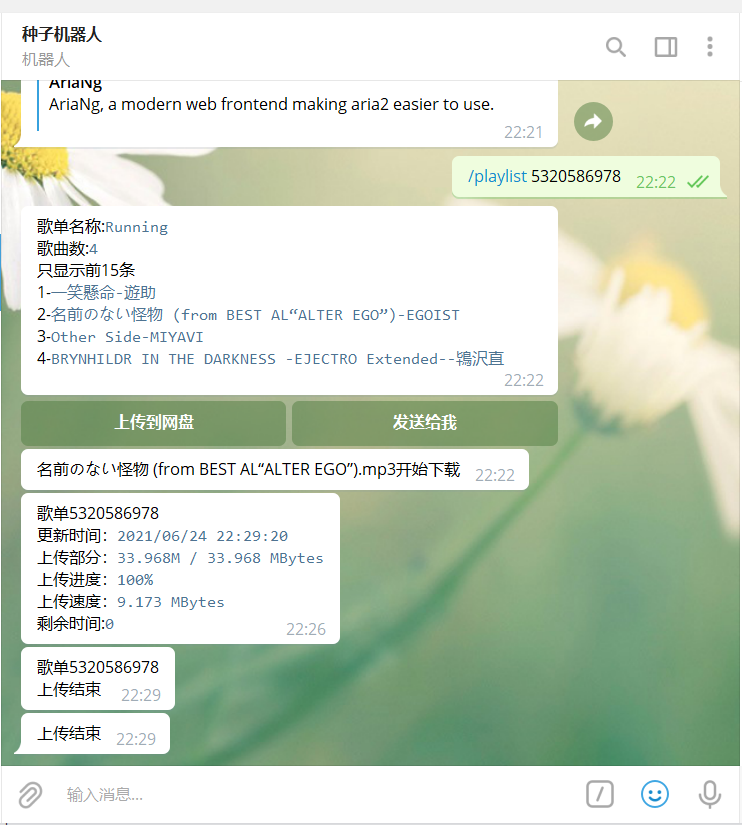 种子机器人
机器人
AriaNg
AriaNg, a modern web frontend making aria2 easier to use.
22:21
/playlist 5320586978 22:22
歌单名称:Running
歌曲数:4
只显示前15条
1-一笑懸命-遊助
2-名前のない怪物 (from BEST AL“ALTER EGO”)-EGOIST
3-Other Side-MIYAVI
4-BRYNHILDR IN THE DARKNESS -EJECTRO Extended--鴇沢直
22:22
上传到网盘 发送给我
名前のない怪物 (from BEST AL“ALTER EGO”).mp3开始下载 22:22
歌单5320586978
更新时间：2021/06/24 22:29:20
上传部分：33.968M / 33.968 MBytes
上传进度：100%
上传速度：9.173 MBytes
剩余时间:0 22:26
歌单5320586978
上传结束 22:29
上传结束 22:29
输入消息...